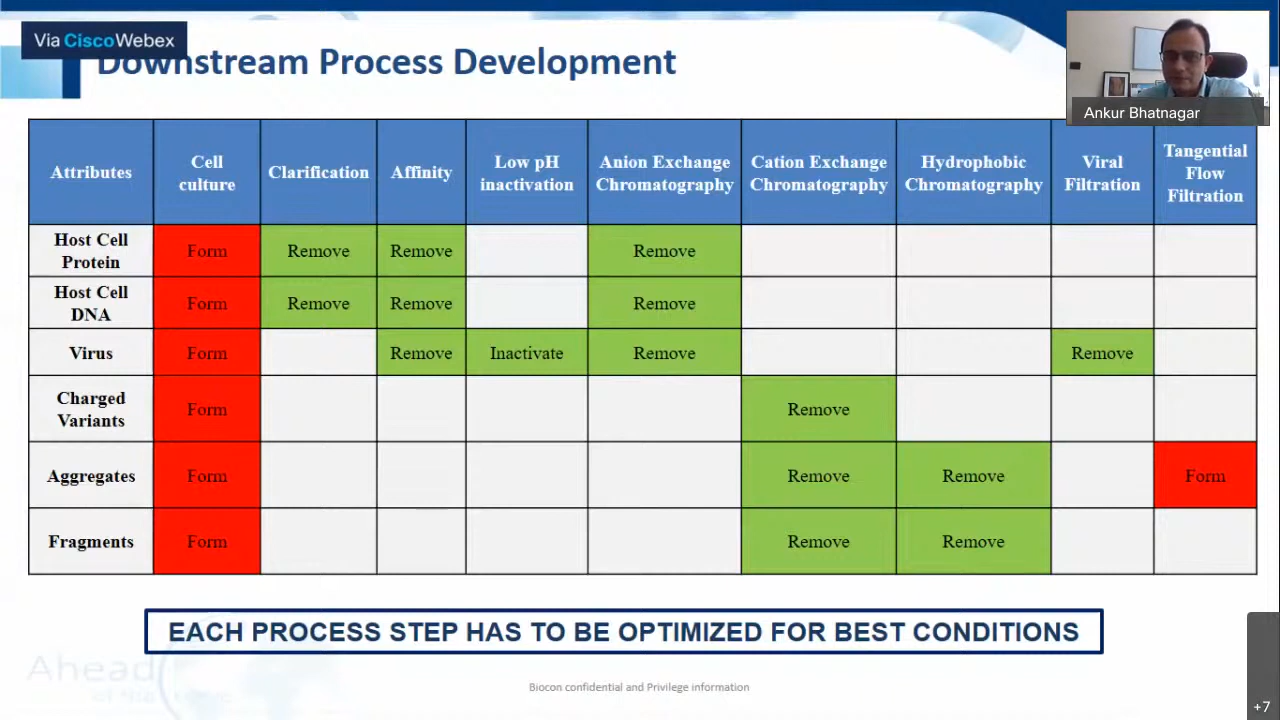 Via CiscoWebex
Downstream Process Development
Ankur Bhatnagar
Attributes
Cell
culture
Clarification
Affinity
Low pH
inactivation
Anion Exchange
Chromatography
Cation Exchange
Chromatography
Hydrophobic
Chromatography
Viral
Filtration
Tangential
Flow
Filtration
Host Cell
Protein
Form
Remove
Remove
Remove
Host Cell
DNA
Form
Remove
Remove
Remove
Virus
Form
Remove
Inactivate
Remove
Remove
Charged
Variants
Form
Remove
Aggregates
Form
Remove
Remove
Form
Fragments
Form
Remove
Remove
EACH PROCESS STEP HAS TO BE OPTIMIZED FOR BEST CONDITIONS
Ahead
of the
Biocon confidential and Privilege information
+7